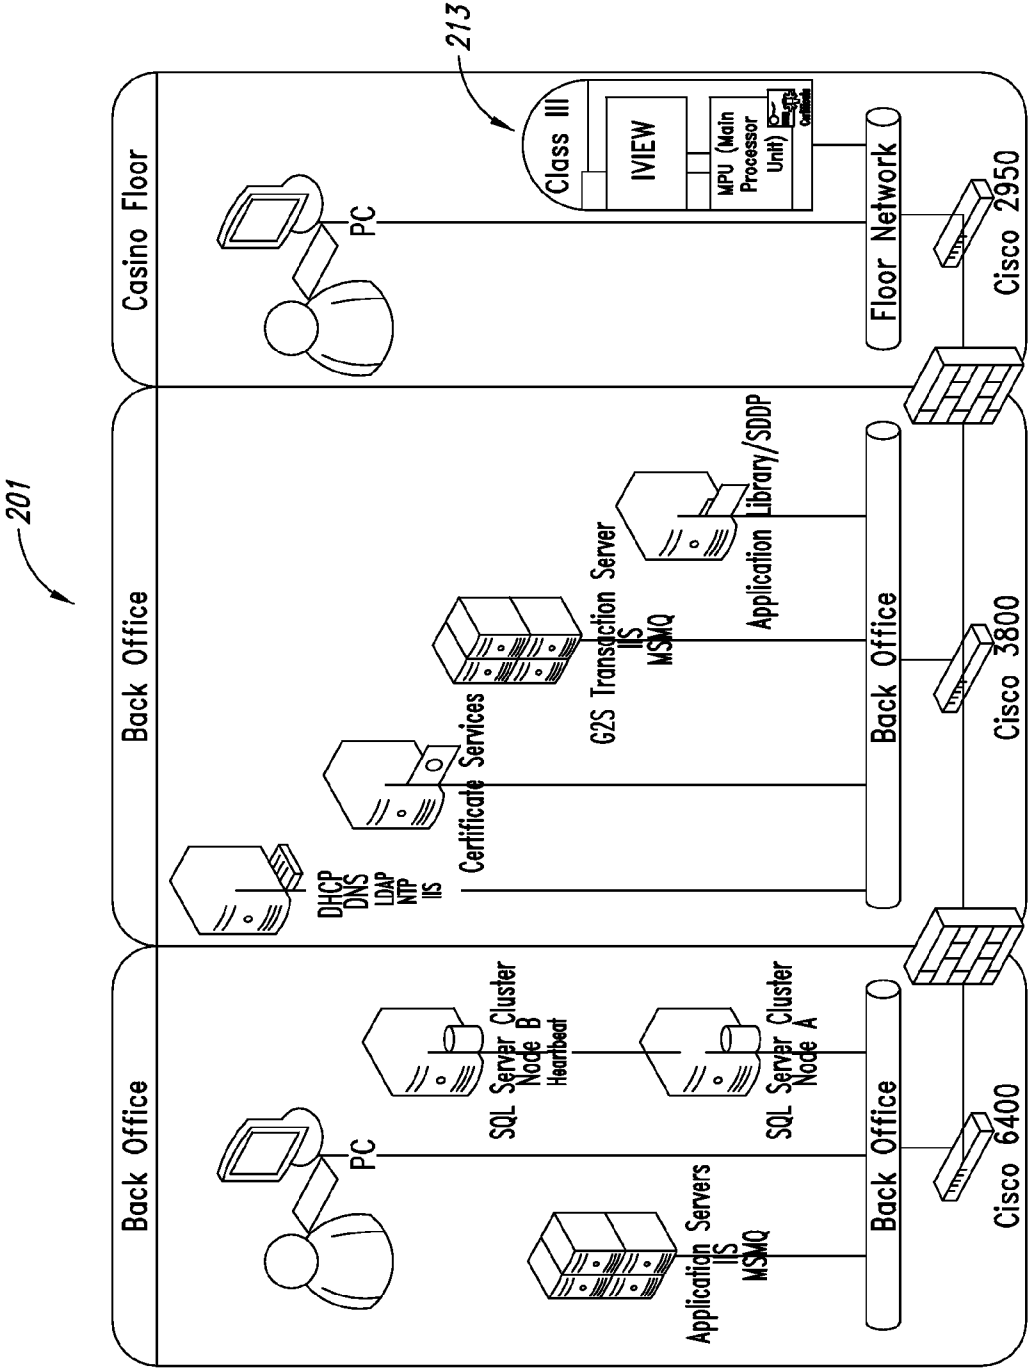 201
Back Office
PC
Application Servers
IIS
MSMQ
SQL Server Cluster
Node B
Heartbeat
SQL Server Cluster
Node A
Back Office
Cisco 6400
Back Office
DHCP
DNS
LDAP
NTP
IIS
Certificate Services
G2S Transaction Server
IIS
MSMQ
Application Library/SDDP
Back Office
Cisco 3800
Casino Floor
PC
213
Class III
IVIEW
MPU (Main
Processor
Unit)
Certificate
Floor Network
Cisco 2950